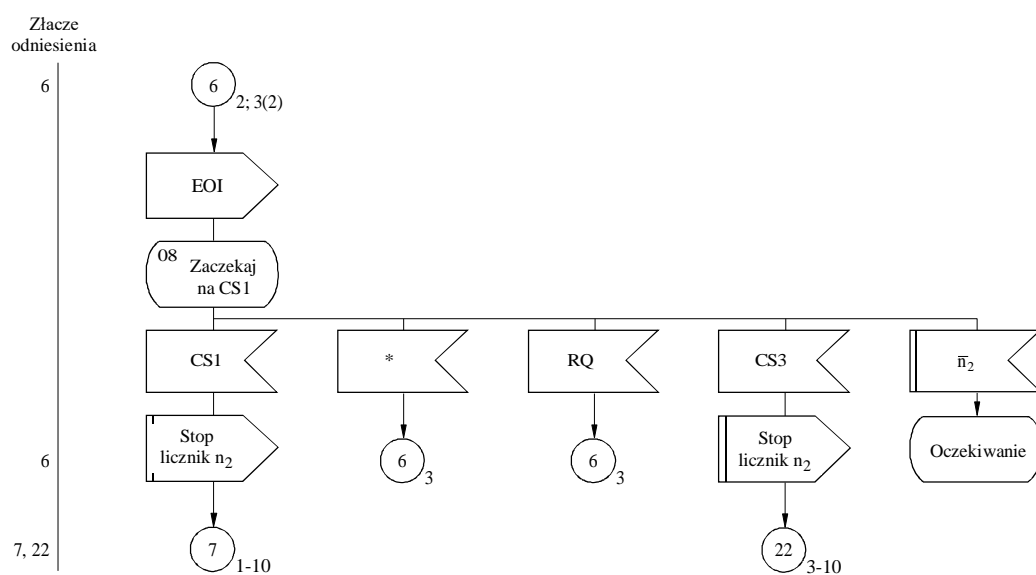 Złacze
odniesienia
6
6
2; 3(2)
EOI
08
Zaczekaj
na CS1
CS1
*
RQ
CS3
n̅₂
Stop
licznik n₂
6
3
6
3
Stop
licznik n₂
Oczekiwanie
6
7, 22
7
1-10
22
3-10